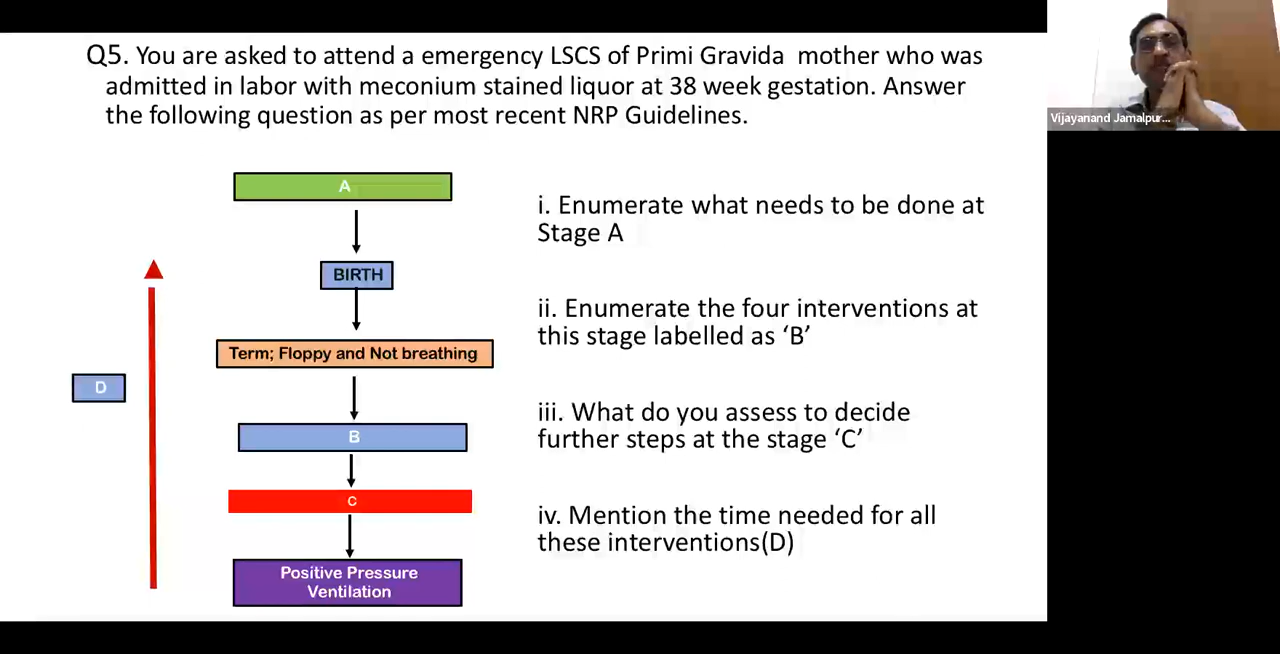 Q5. You are asked to attend a emergency LSCS of Primi Gravida mother who was
admitted in labor with meconium stained liquor at 38 week gestation. Answer
the following question as per most recent NRP Guidelines.
Vijayanand Jamalpur...
A
BIRTH
Term; Floppy and Not breathing
D
B
C
Positive Pressure
Ventilation
i. Enumerate what needs to be done at
Stage A
ii. Enumerate the four interventions at
this stage labelled as ‘B’
iii. What do you assess to decide
further steps at the stage ‘C’
iv. Mention the time needed for all
these interventions(D)